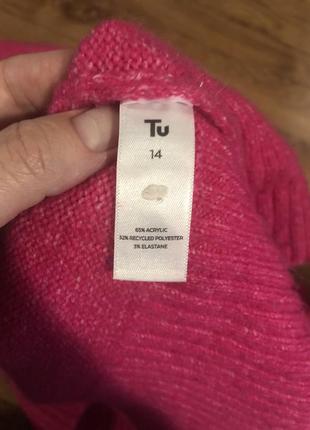 Tu
14
65% ACRYLIC
32% RECYCLED POLYESTER
3% ELASTANE